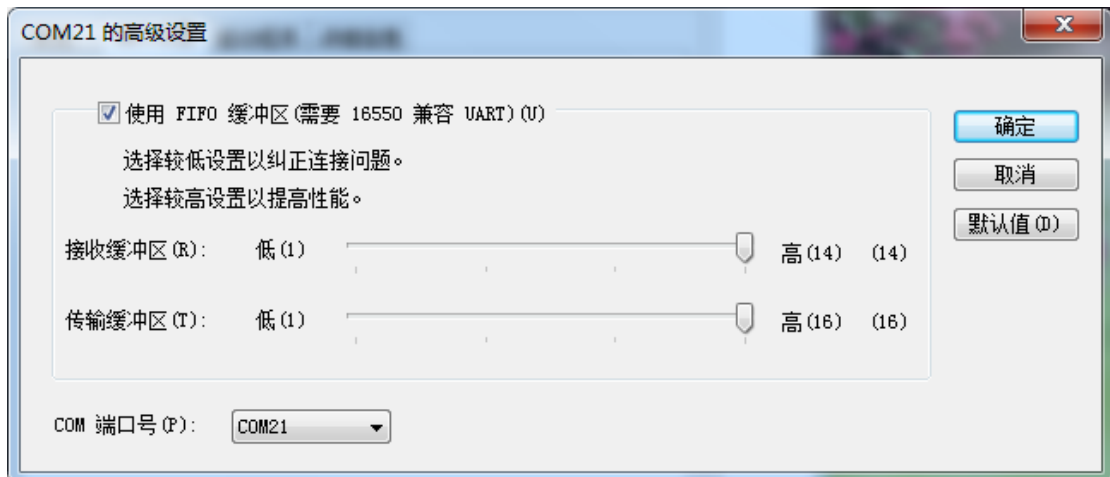 COM21 的高级设置
使用 FIFO 缓冲区(需要 16550 兼容 UART)(U)
选择较低设置以纠正连接问题。
选择较高设置以提高性能。
接收缓冲区(R): 低(1) 高(14) (14)
传输缓冲区(T): 低(1) 高(16) (16)
COM 端口号(P): COM21
确定
取消
默认值(D)